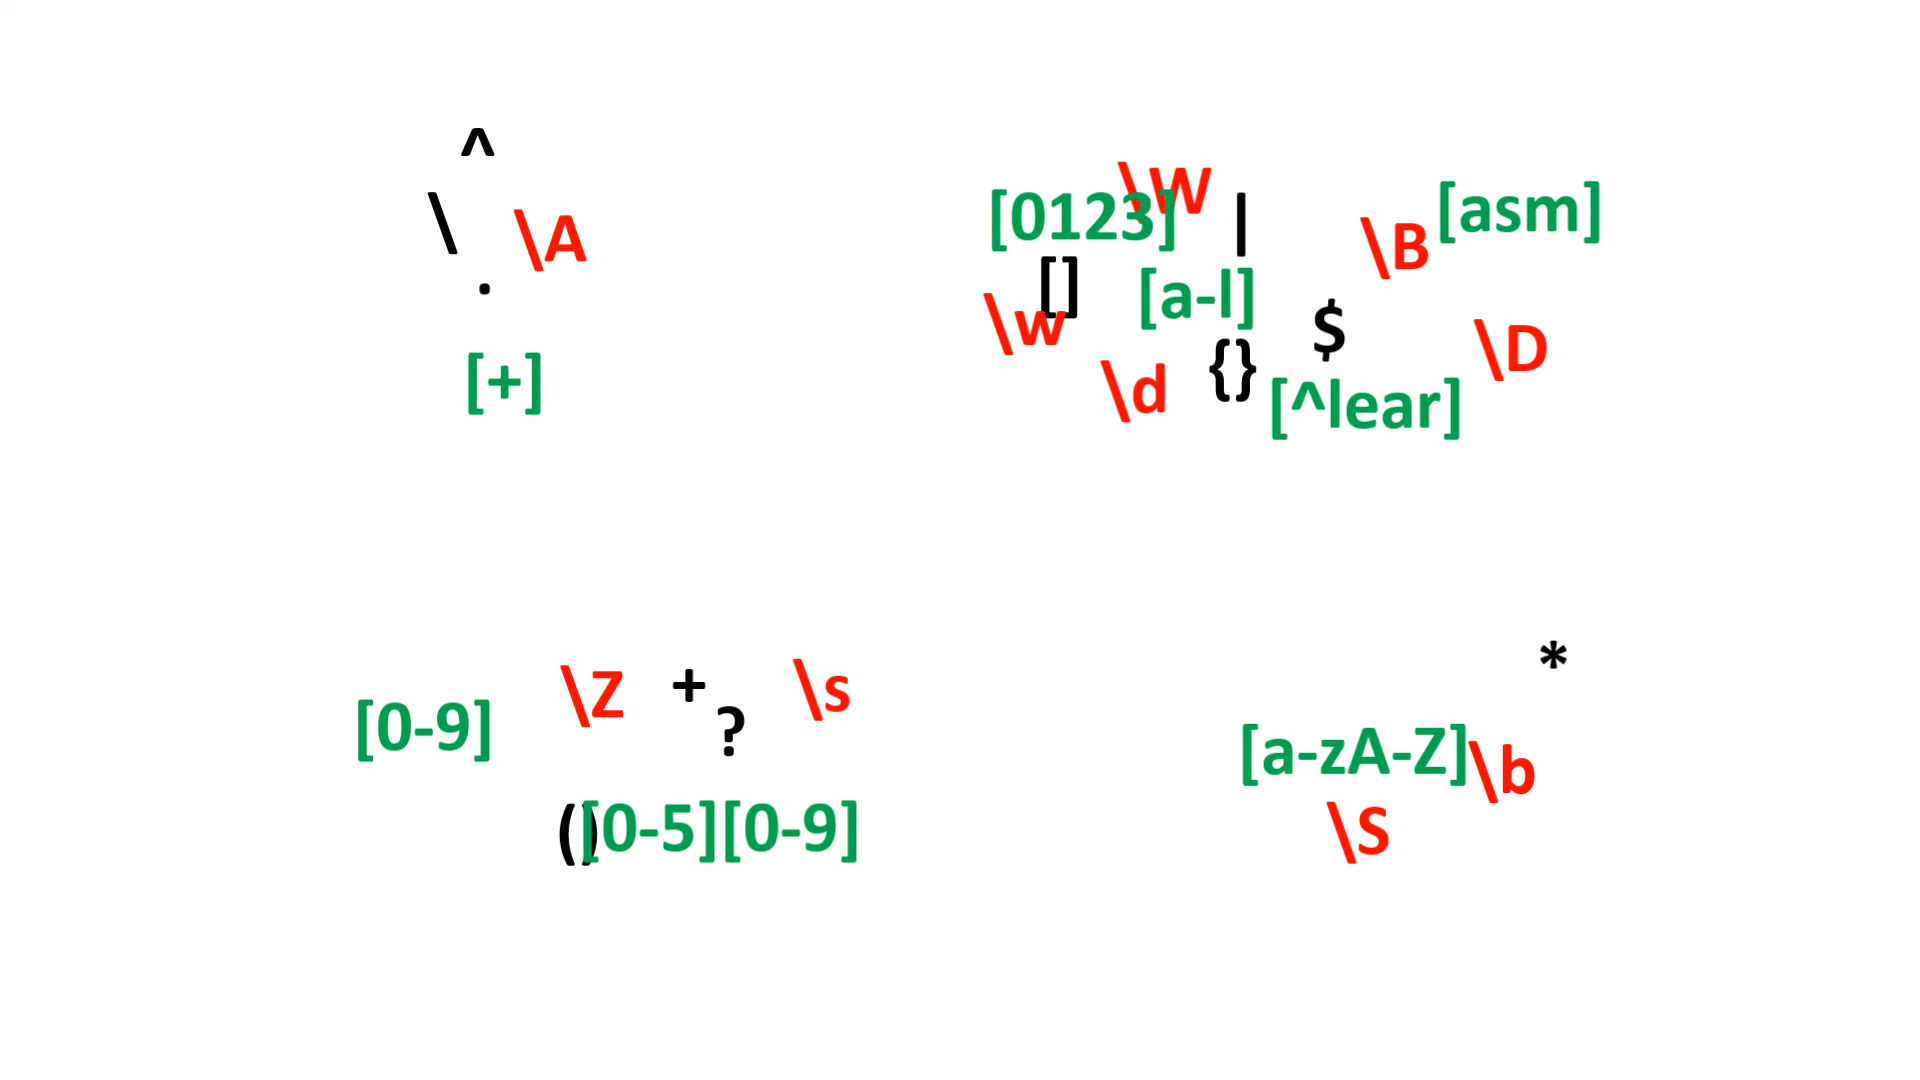 ^
\
\A
.
[+]
\W
[0123]
|
\B
[asm]
[]
[a-l]
\w
$
\D
\d
{}
[^lear]
\Z
+
\s
[0-9]
?
()
[0-5][0-9]
*
[a-zA-Z]
\b
\S